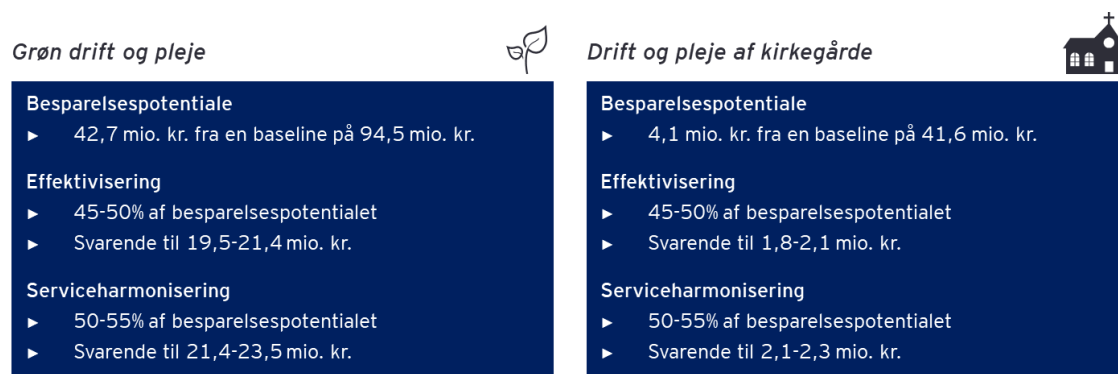 Grøn drift og pleje
Besparelsespotentiale
► 42,7 mio. kr. fra en baseline på 94,5 mio. kr.
Effektivisering
► 45-50% af besparelsespotentialet
► Svarende til 19,5-21,4 mio. kr.
Serviceharmonisering
► 50-55% af besparelsespotentialet
► Svarende til 21,4-23,5 mio. kr.
Drift og pleje af kirkegårde
Besparelsespotentiale
► 4,1 mio. kr. fra en baseline på 41,6 mio. kr.
Effektivisering
► 45-50% af besparelsespotentialet
► Svarende til 1,8-2,1 mio. kr.
Serviceharmonisering
► 50-55% af besparelsespotentialet
► Svarende til 2,1-2,3 mio. kr.